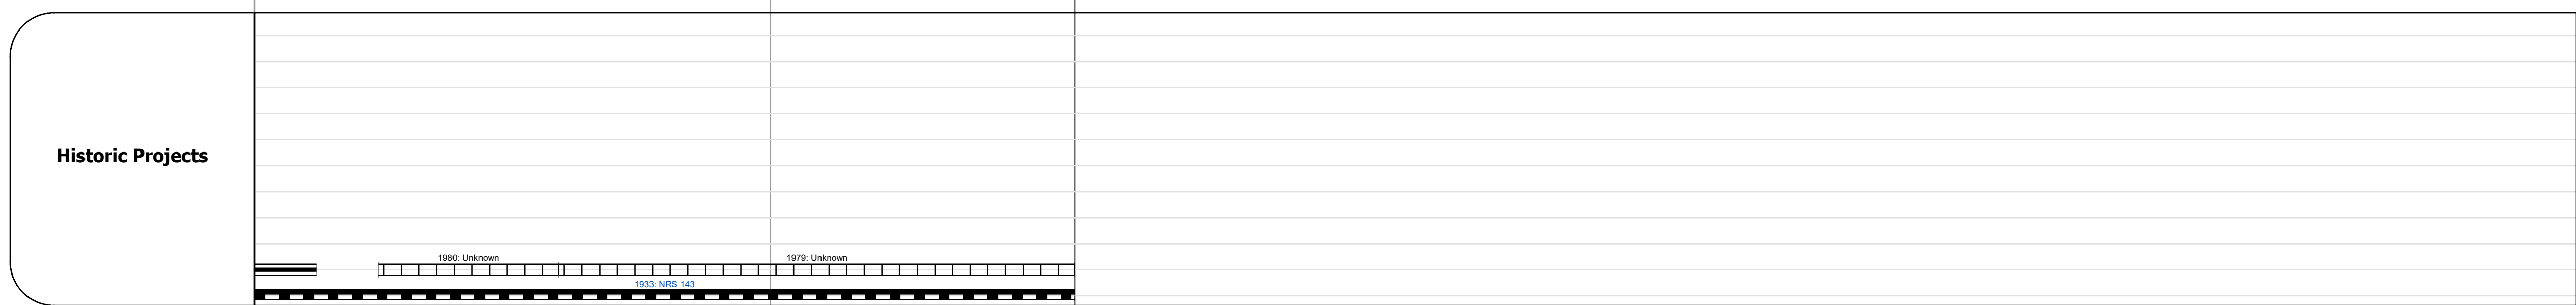 Historic Projects
1980: Unknown
1979: Unknown
1933: NRS 143